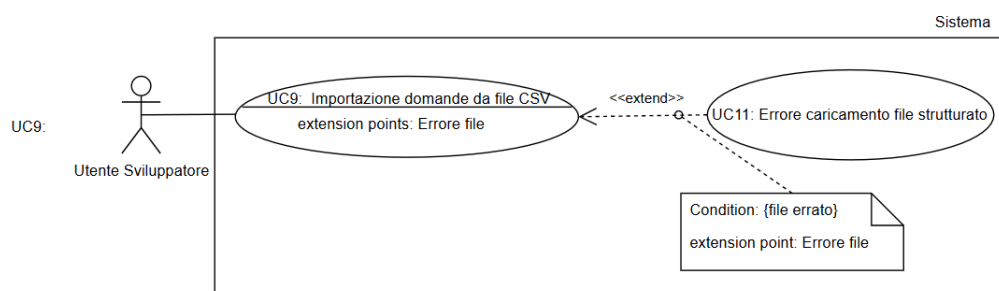 Sistema
UC9:
Utente Sviluppatore
UC9:  Importazione domande da file CSV
extension points: Errore file
<<extend>>
UC11: Errore caricamento file strutturato
Condition: {file errato}
extension point: Errore file